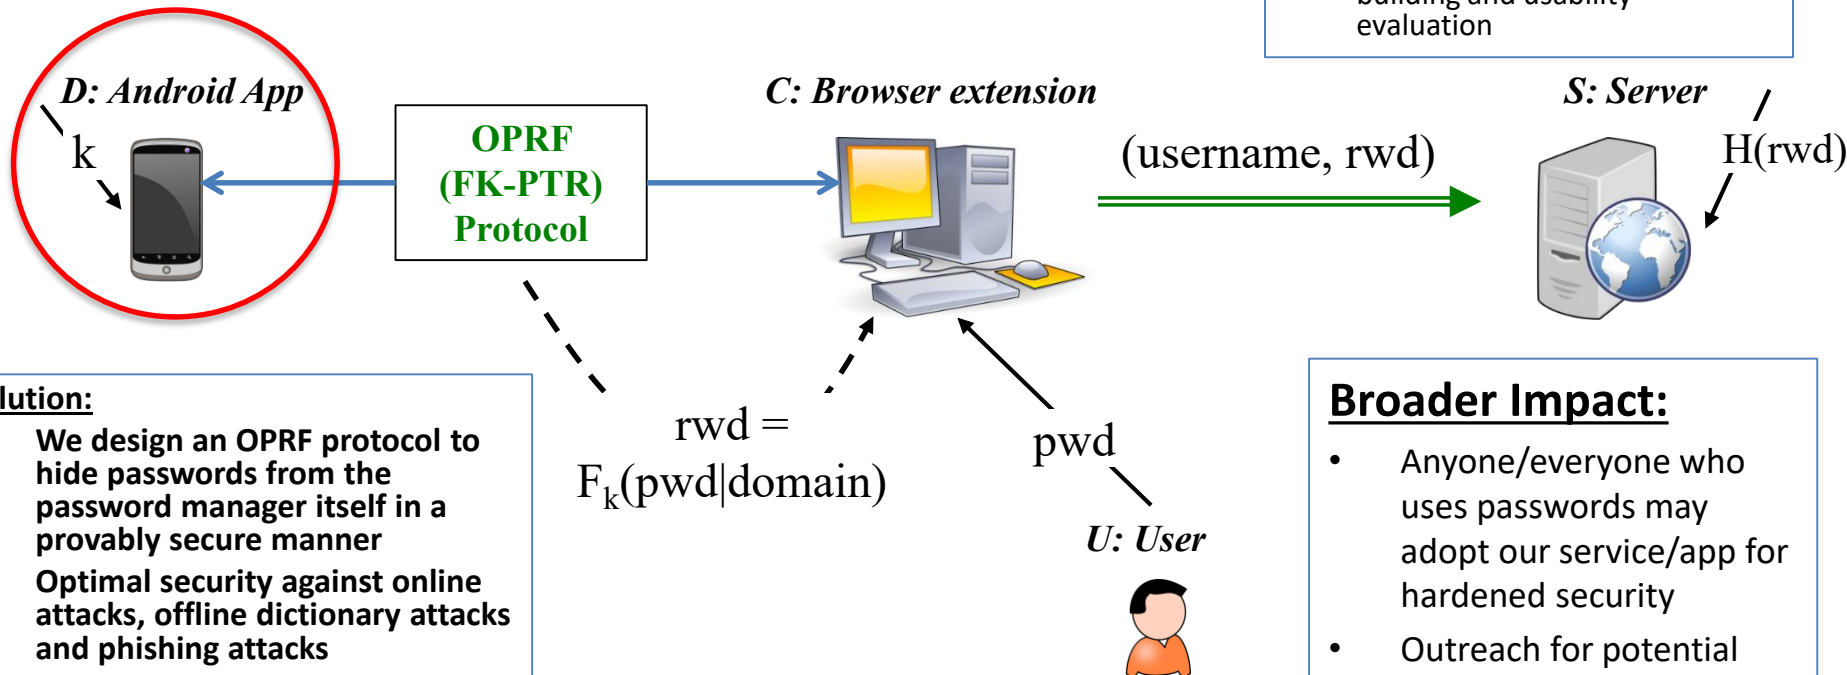 building and usability
evaluation
D: Android App
C: Browser extension
S: Server
k
OPRF
(FK-PTR)
Protocol
(username, rwd)
H(rwd)
lution:
We design an OPRF protocol to
hide passwords from the
password manager itself in a
provably secure manner
Optimal security against online
attacks, offline dictionary attacks
and phishing attacks
rwd =
Fk(pwd|domain)
pwd
U: User
Broader Impact:
• Anyone/everyone who
uses passwords may
adopt our service/app for
hardened security
• Outreach for potential